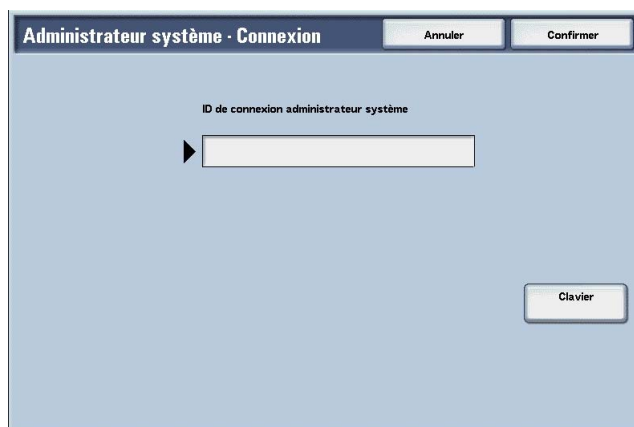 Administrateur système - Connexion
Annuler
Confirmer
ID de connexion administrateur système
Clavier